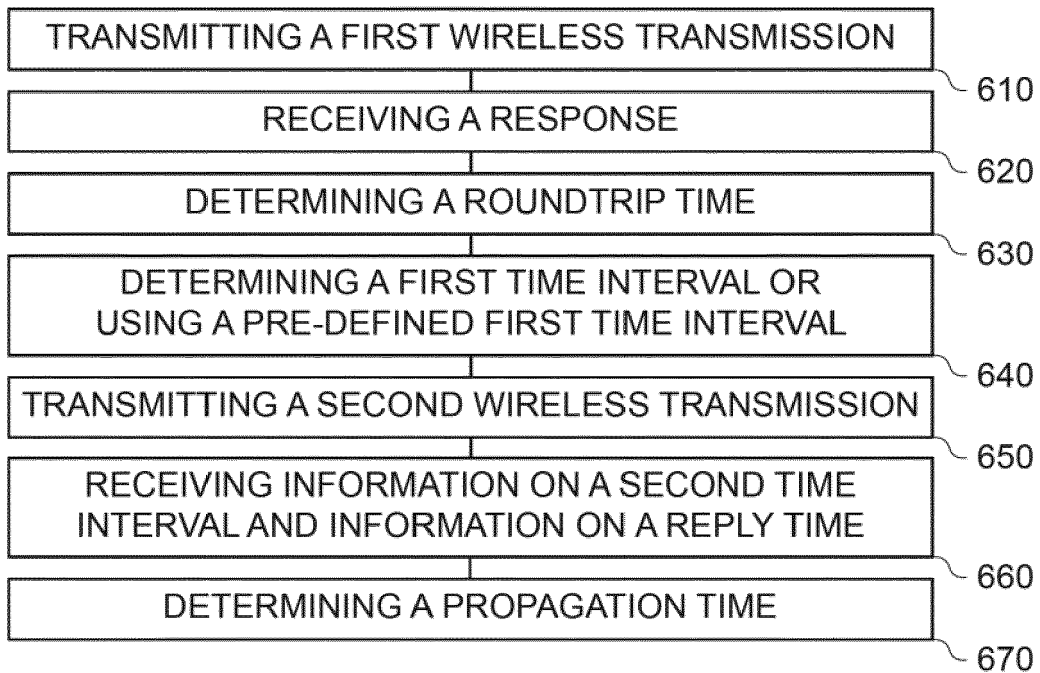 TRANSMITTING A FIRST WIRELESS TRANSMISSION
610
RECEIVING A RESPONSE
620
DETERMINING A ROUNDTRIP TIME
630
DETERMINING A FIRST TIME INTERVAL OR
USING A PRE-DEFINED FIRST TIME INTERVAL
640
TRANSMITTING A SECOND WIRELESS TRANSMISSION
650
RECEIVING INFORMATION ON A SECOND TIME
INTERVAL AND INFORMATION ON A REPLY TIME
660
DETERMINING A PROPAGATION TIME
670